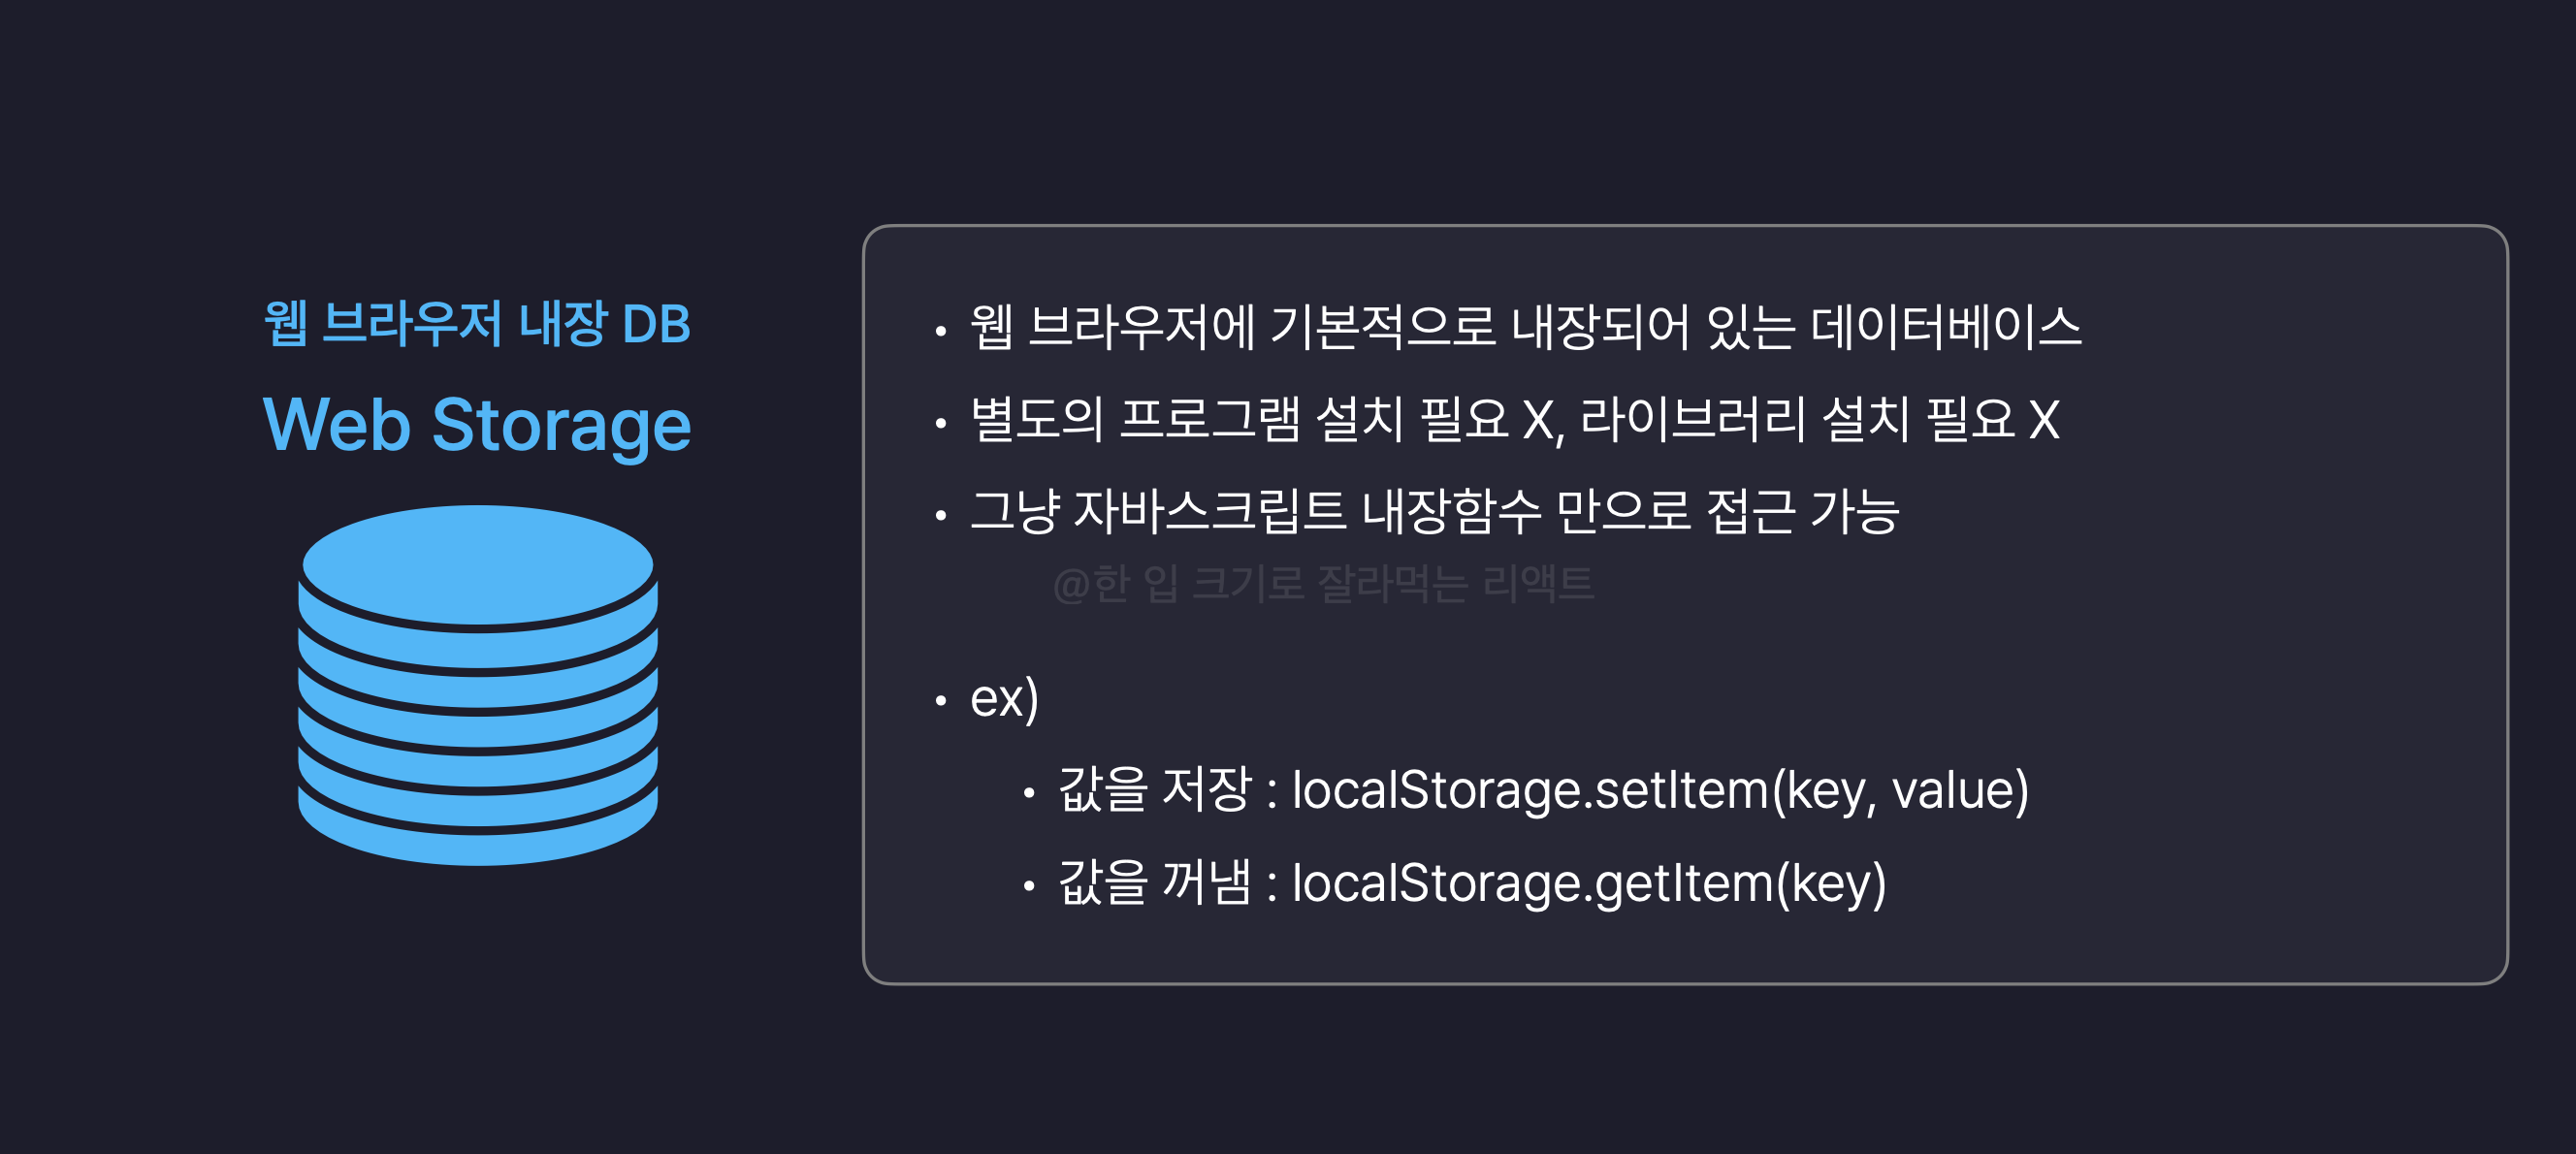 웹 브라우저 내장 DB
Web Storage
• 웹 브라우저에 기본적으로 내장되어 있는 데이터베이스
• 별도의 프로그램 설치 필요 X, 라이브러리 설치 필요 X
• 그냥 자바스크립트 내장함수 만으로 접근 가능
@한 입 크기로 잘라먹는 리액트
• ex)
• 값을 저장 : localStorage.setItem(key, value)
• 값을 꺼냄 : localStorage.getItem(key)